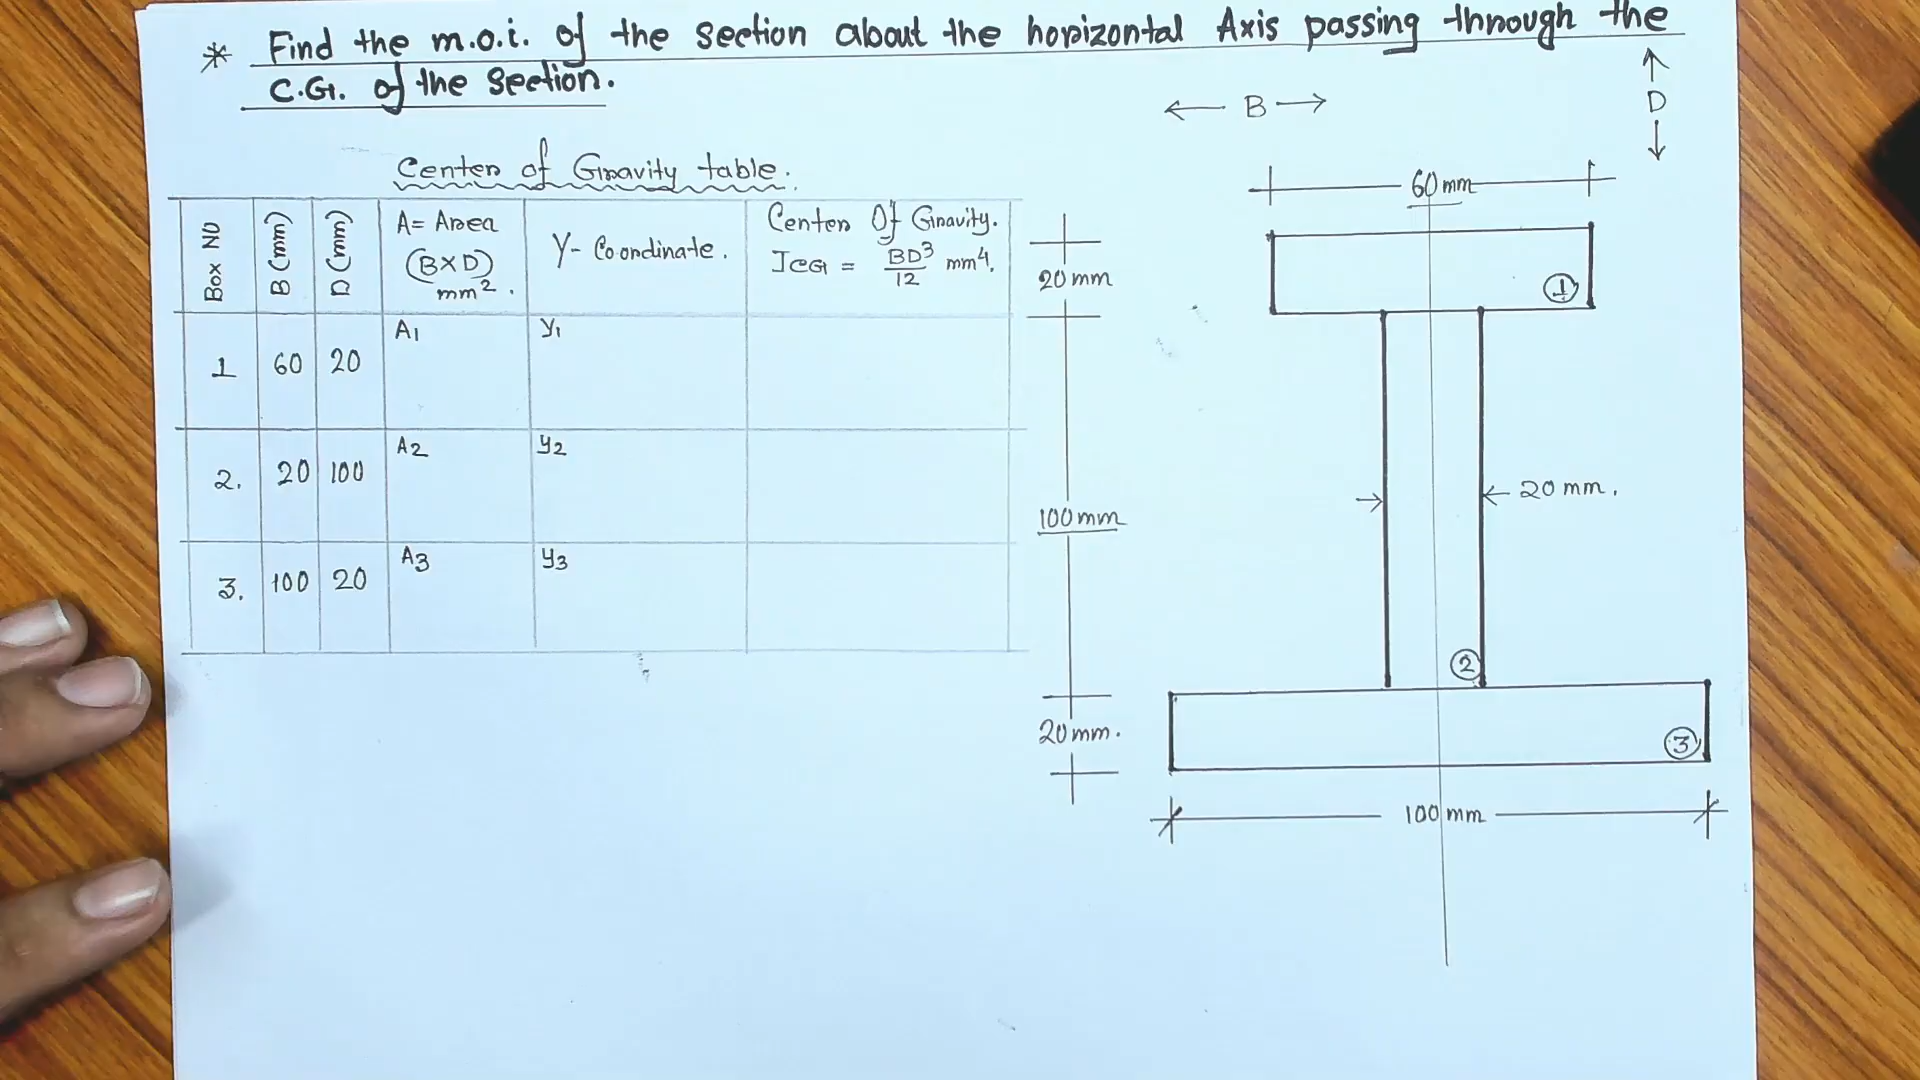 * Find the m.o.i. of the section about the horizontal Axis passing through the
C.G. of the section.
← B →
↑
D
↓
Center of Gravity table.
Box NO
B (mm)
D (mm)
A = Area
(B×D)
mm².
Y- Coordinate.
Center Of Gravity.
ICG = BD³/12 mm⁴.
1 60 20 A1 y1
2. 20 100 A2 y2
3. 100 20 A3 y3
60 mm
20 mm
1
100 mm
→ ← 20 mm.
2
20 mm.
3
100 mm